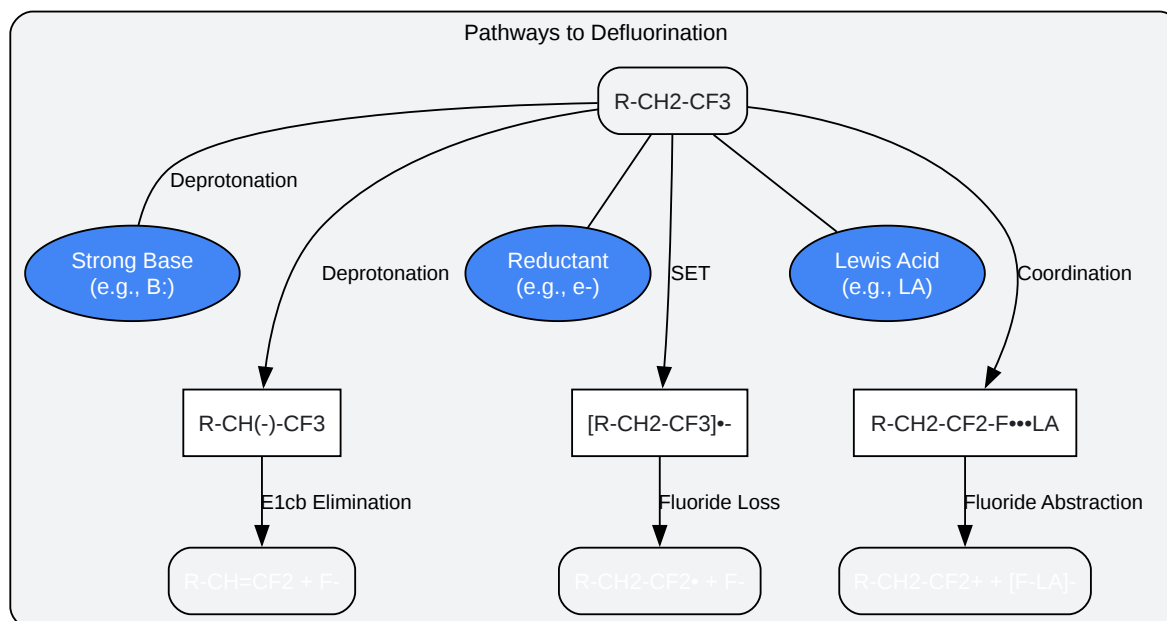 Pathways to Defluorination
R-CH2-CF3
Deprotonation
Strong Base
(e.g., B:)
Deprotonation
Reductant
(e.g., e-)
SET
Lewis Acid
(e.g., LA)
Coordination
R-CH(-)-CF3
[R-CH2-CF3]•-
R-CH2-CF2-F•••LA
E1cb Elimination
Fluoride Loss
Fluoride Abstraction
R-CH=CF2 + F-
R-CH2-CF2• + F-
R-CH2-CF2+ + [F-LA]-